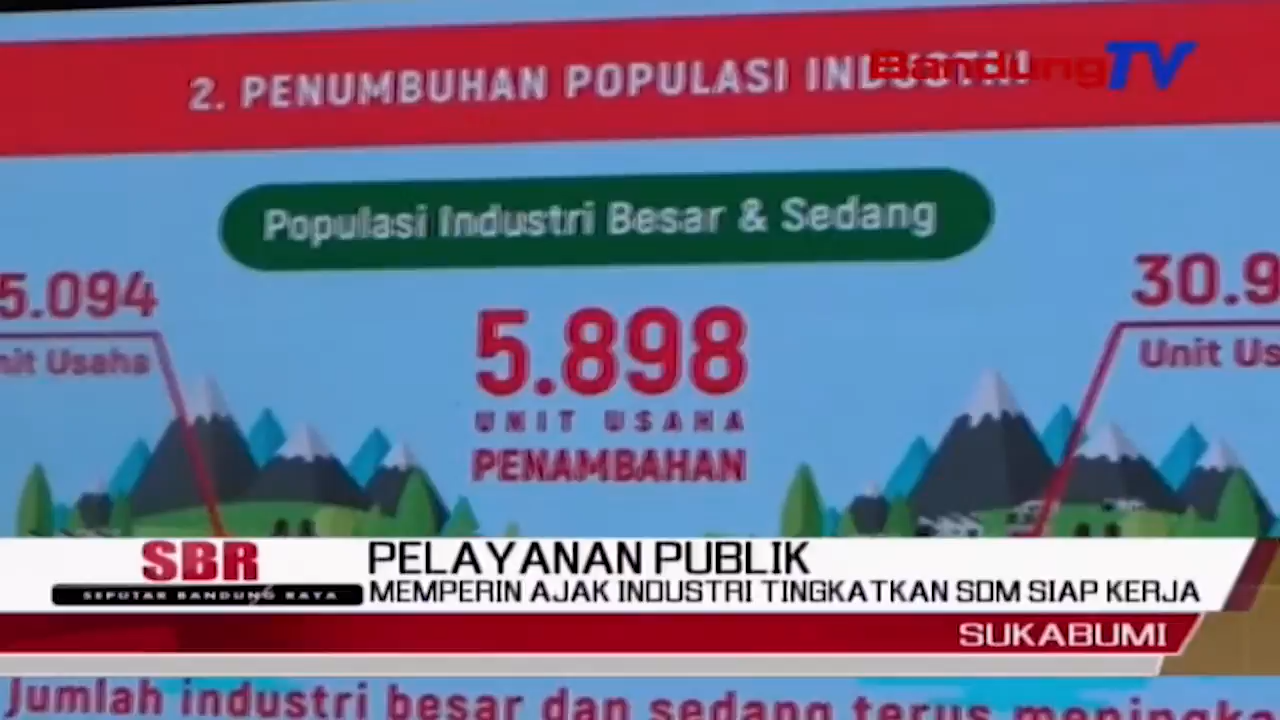 BandungTV
2. PENUMBUHAN POPULASI INDUSTRI
Populasi Industri Besar & Sedang
5.094
Unit Usaha
5.898
UNIT USAHA
PENAMBAHAN
30.9
Unit Us
SBR
SEPUTAR BANDUNG RAYA
PELAYANAN PUBLIK
MEMPERIN AJAK INDUSTRI TINGKATKAN SDM SIAP KERJA
SUKABUMI
Jumlah industri besar dan sedang terus meningka